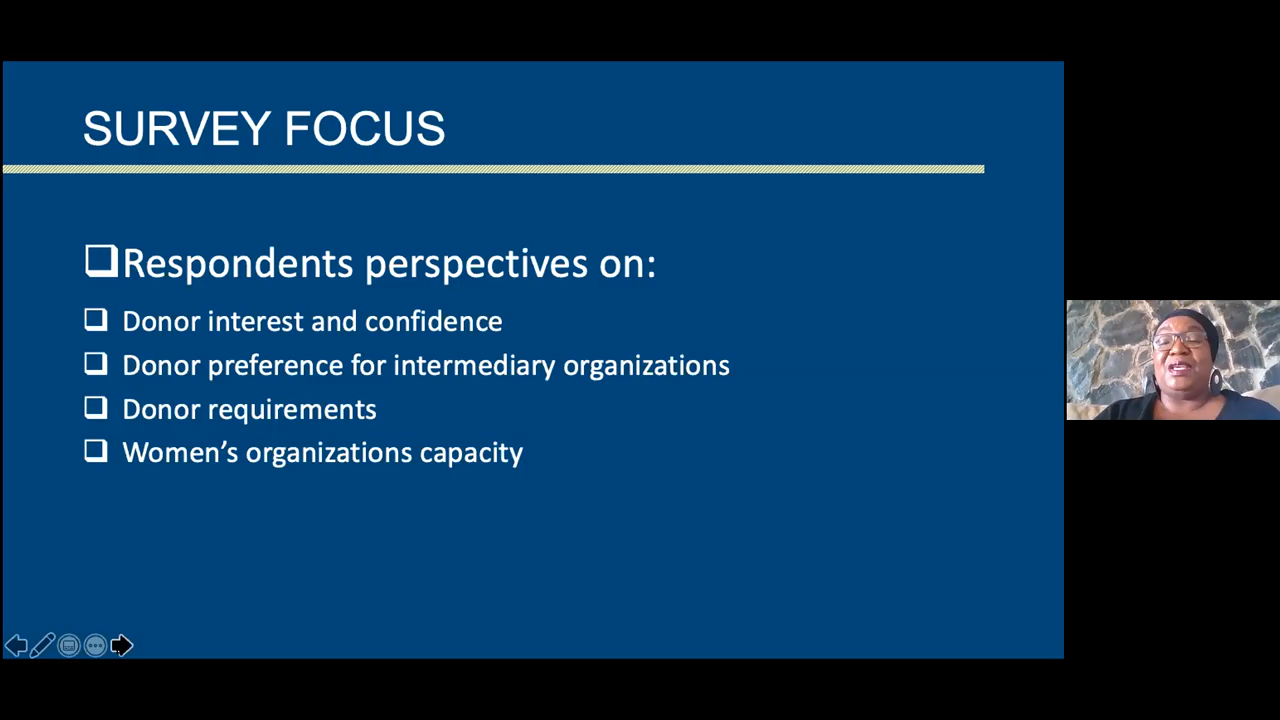 SURVEY FOCUS
Respondents perspectives on:
Donor interest and confidence
Donor preference for intermediary organizations
Donor requirements
Women’s organizations capacity